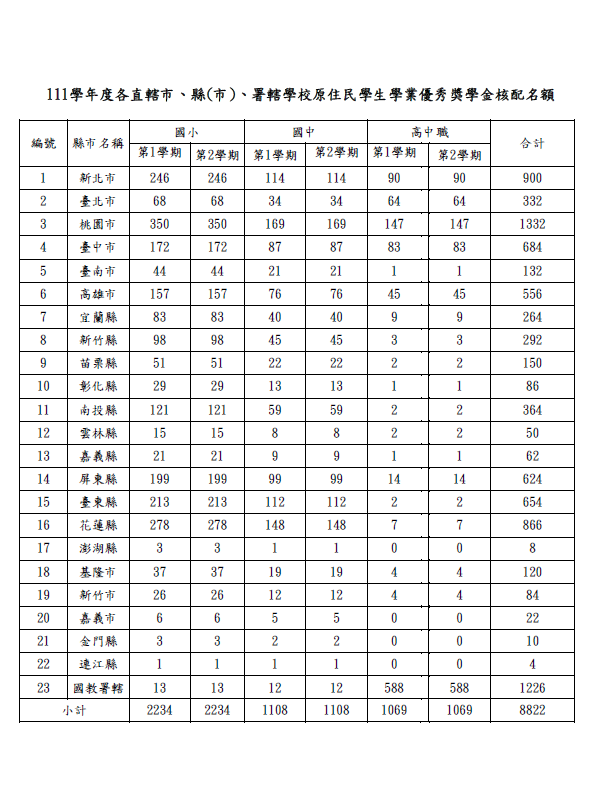 111學年度各直轄市、縣(市)、署轄學校原住民學生學業優秀獎學金核配名額
編號 縣市名稱 國小 國中 高中職 合計
第1學期 第2學期 第1學期 第2學期 第1學期 第2學期
1 新北市 246 246 114 114 90 90 900
2 臺北市 68 68 34 34 64 64 332
3 桃園市 350 350 169 169 147 147 1332
4 臺中市 172 172 87 87 83 83 684
5 臺南市 44 44 21 21 1 1 132
6 高雄市 157 157 76 76 45 45 556
7 宜蘭縣 83 83 40 40 9 9 264
8 新竹縣 98 98 45 45 3 3 292
9 苗栗縣 51 51 22 22 2 2 150
10 彰化縣 29 29 13 13 1 1 86
11 南投縣 121 121 59 59 2 2 364
12 雲林縣 15 15 8 8 2 2 50
13 嘉義縣 21 21 9 9 1 1 62
14 屏東縣 199 199 99 99 14 14 624
15 臺東縣 213 213 112 112 2 2 654
16 花蓮縣 278 278 148 148 7 7 866
17 澎湖縣 3 3 1 1 0 0 8
18 基隆市 37 37 19 19 4 4 120
19 新竹市 26 26 12 12 4 4 84
20 嘉義市 6 6 5 5 0 0 22
21 金門縣 3 3 2 2 0 0 10
22 連江縣 1 1 1 1 0 0 4
23 國教署轄 13 13 12 12 588 588 1226
小計 2234 2234 1108 1108 1069 1069 8822